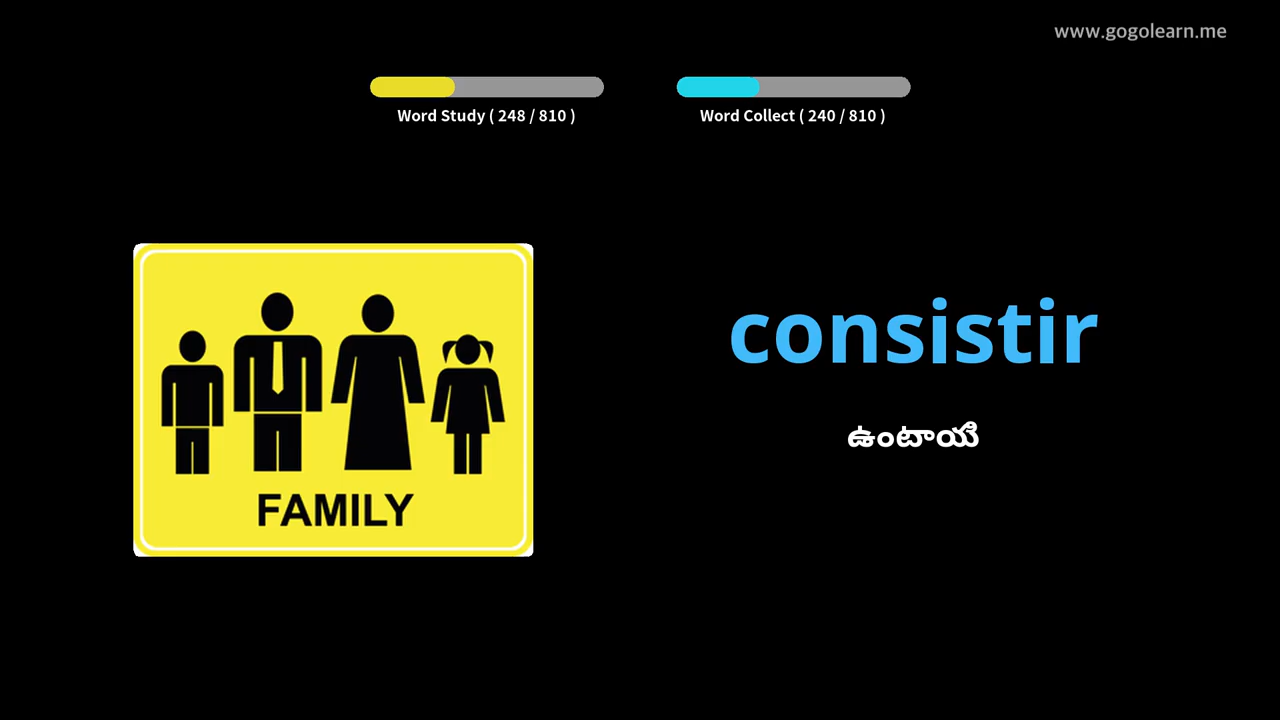 www.gogolearn.me
Word Study ( 248 / 810 )
Word Collect ( 240 / 810 )
consistir
ఉంటాయి
FAMILY